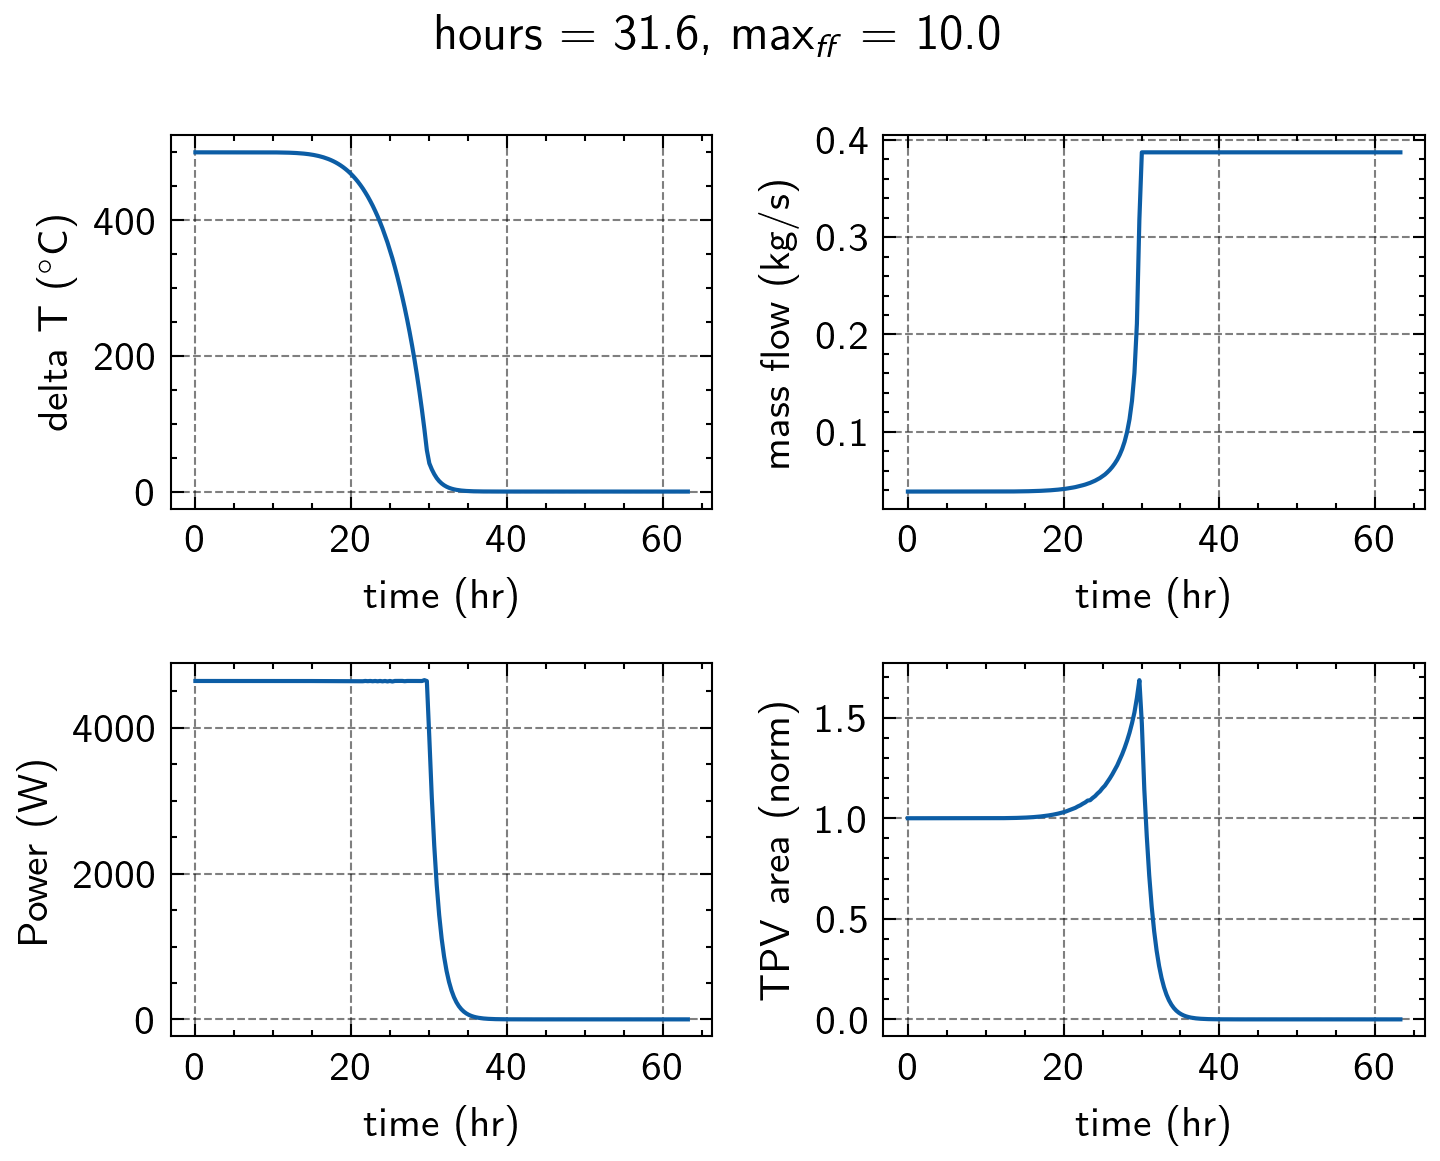 hours = 31.6, max_ff = 10.0
delta T (°C)
400
200
0
0 20 40 60
time (hr)
mass flow (kg/s)
0.4
0.3
0.2
0.1
0 20 40 60
time (hr)
Power (W)
4000
2000
0
0 20 40 60
time (hr)
TPV area (norm)
1.5
1.0
0.5
0.0
0 20 40 60
time (hr)